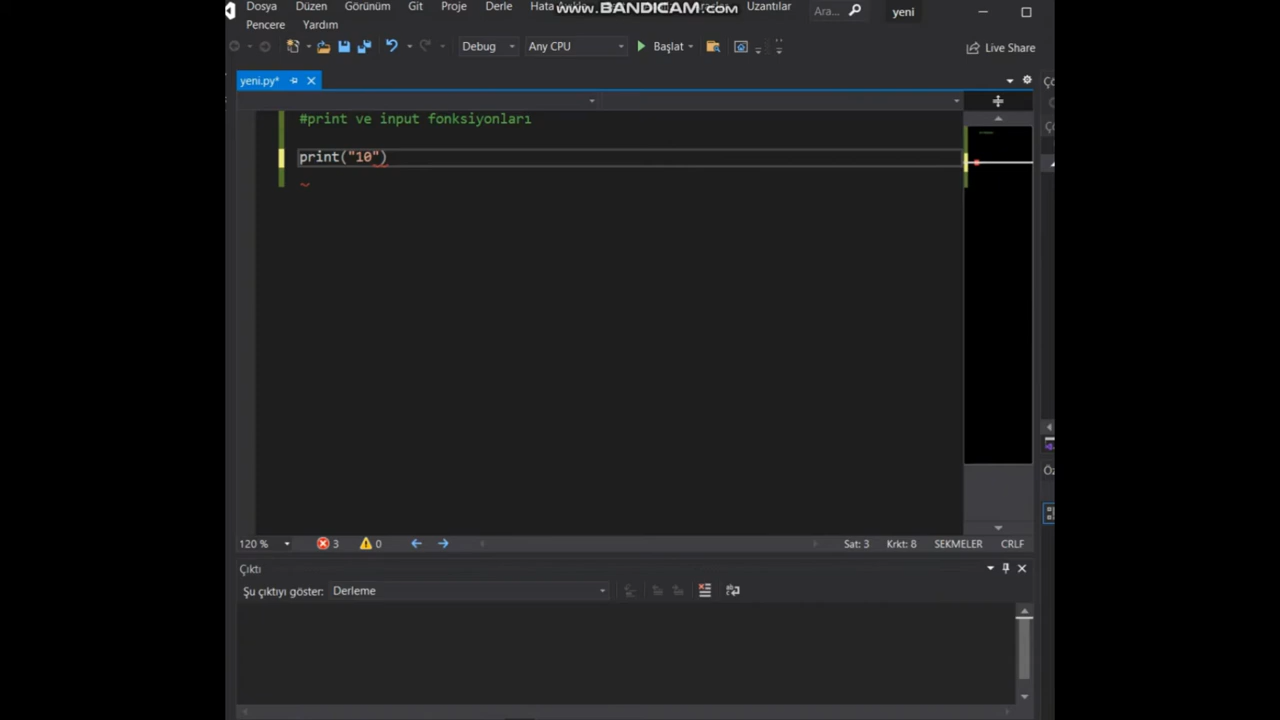 Dosya Düzen Görünüm Git Proje Derle Hata www.BANDICAM.com Uzantılar Ara... yeni
Pencere Yardım
Debug Any CPU Başlat Live Share
yeni.py*
#print ve input fonksiyonları
print("10")
120 % 3 0 Sat: 3 Krkt: 8 SEKMELER CRLF
Çıktı
Şu çıktıyı göster: Derleme